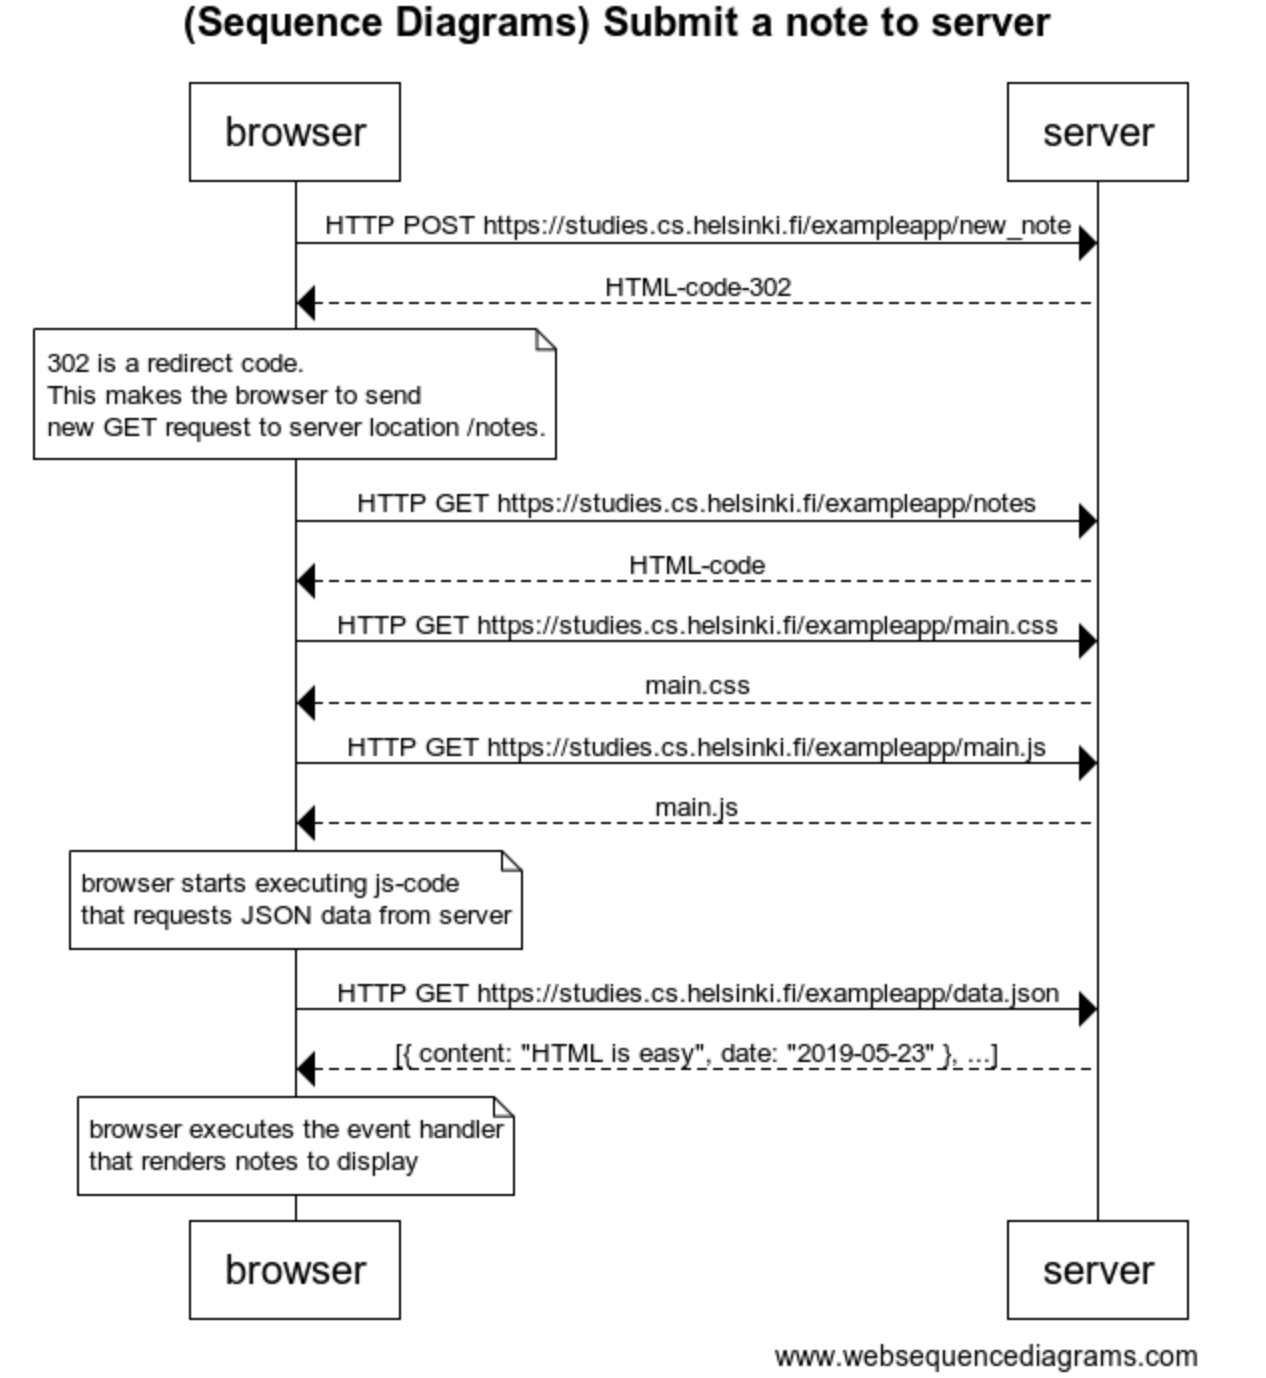 (Sequence Diagrams) Submit a note to server
browser
server
HTTP POST https://studies.cs.helsinki.fi/exampleapp/new_note
HTML-code-302
302 is a redirect code.
This makes the browser to send
new GET request to server location /notes.
HTTP GET https://studies.cs.helsinki.fi/exampleapp/notes
HTML-code
HTTP GET https://studies.cs.helsinki.fi/exampleapp/main.css
main.css
HTTP GET https://studies.cs.helsinki.fi/exampleapp/main.js
main.js
browser starts executing js-code
that requests JSON data from server
HTTP GET https://studies.cs.helsinki.fi/exampleapp/data.json
[{ content: "HTML is easy", date: "2019-05-23" }, ...]
browser executes the event handler
that renders notes to display
browser
server
www.websequencediagrams.com